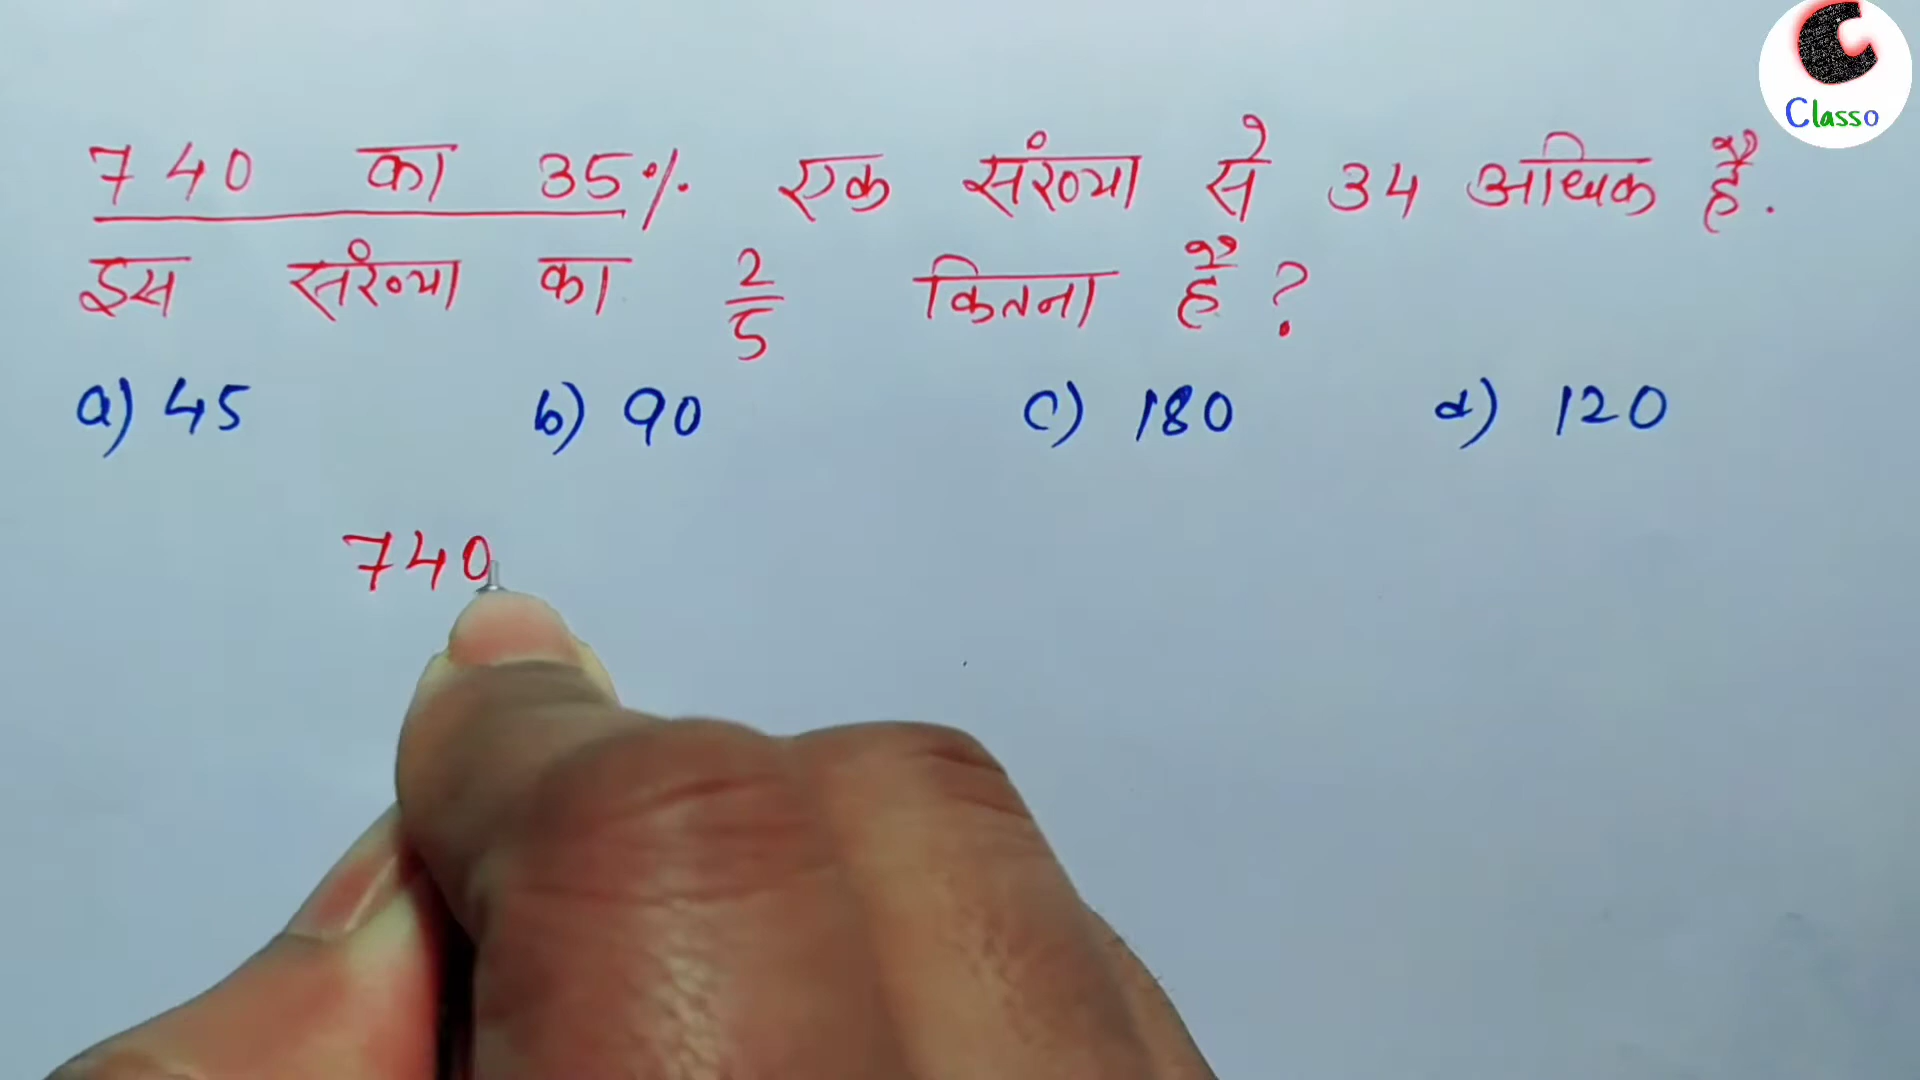 C
Classo
740 का 35% एक संख्या से 34 अधिक है.
इस संख्या का 2/5 कितना है?
a) 45 b) 90 c) 180 d) 120
740